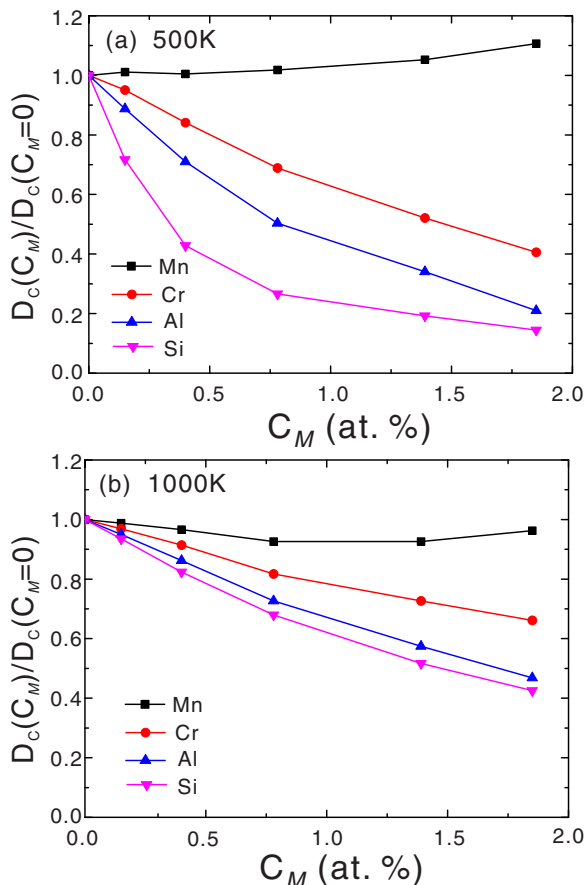 (a) 500K
1.2
1.0
0.8
0.6
0.4
0.2
0.0
D_C(C_M)/D_C(C_M=0)
Mn
Cr
Al
Si
0.0 0.5 1.0 1.5 2.0
C_M (at. %)
(b) 1000K
1.2
1.0
0.8
0.6
0.4
0.2
0.0
D_C(C_M)/D_C(C_M=0)
Mn
Cr
Al
Si
0.0 0.5 1.0 1.5 2.0
C_M (at. %)